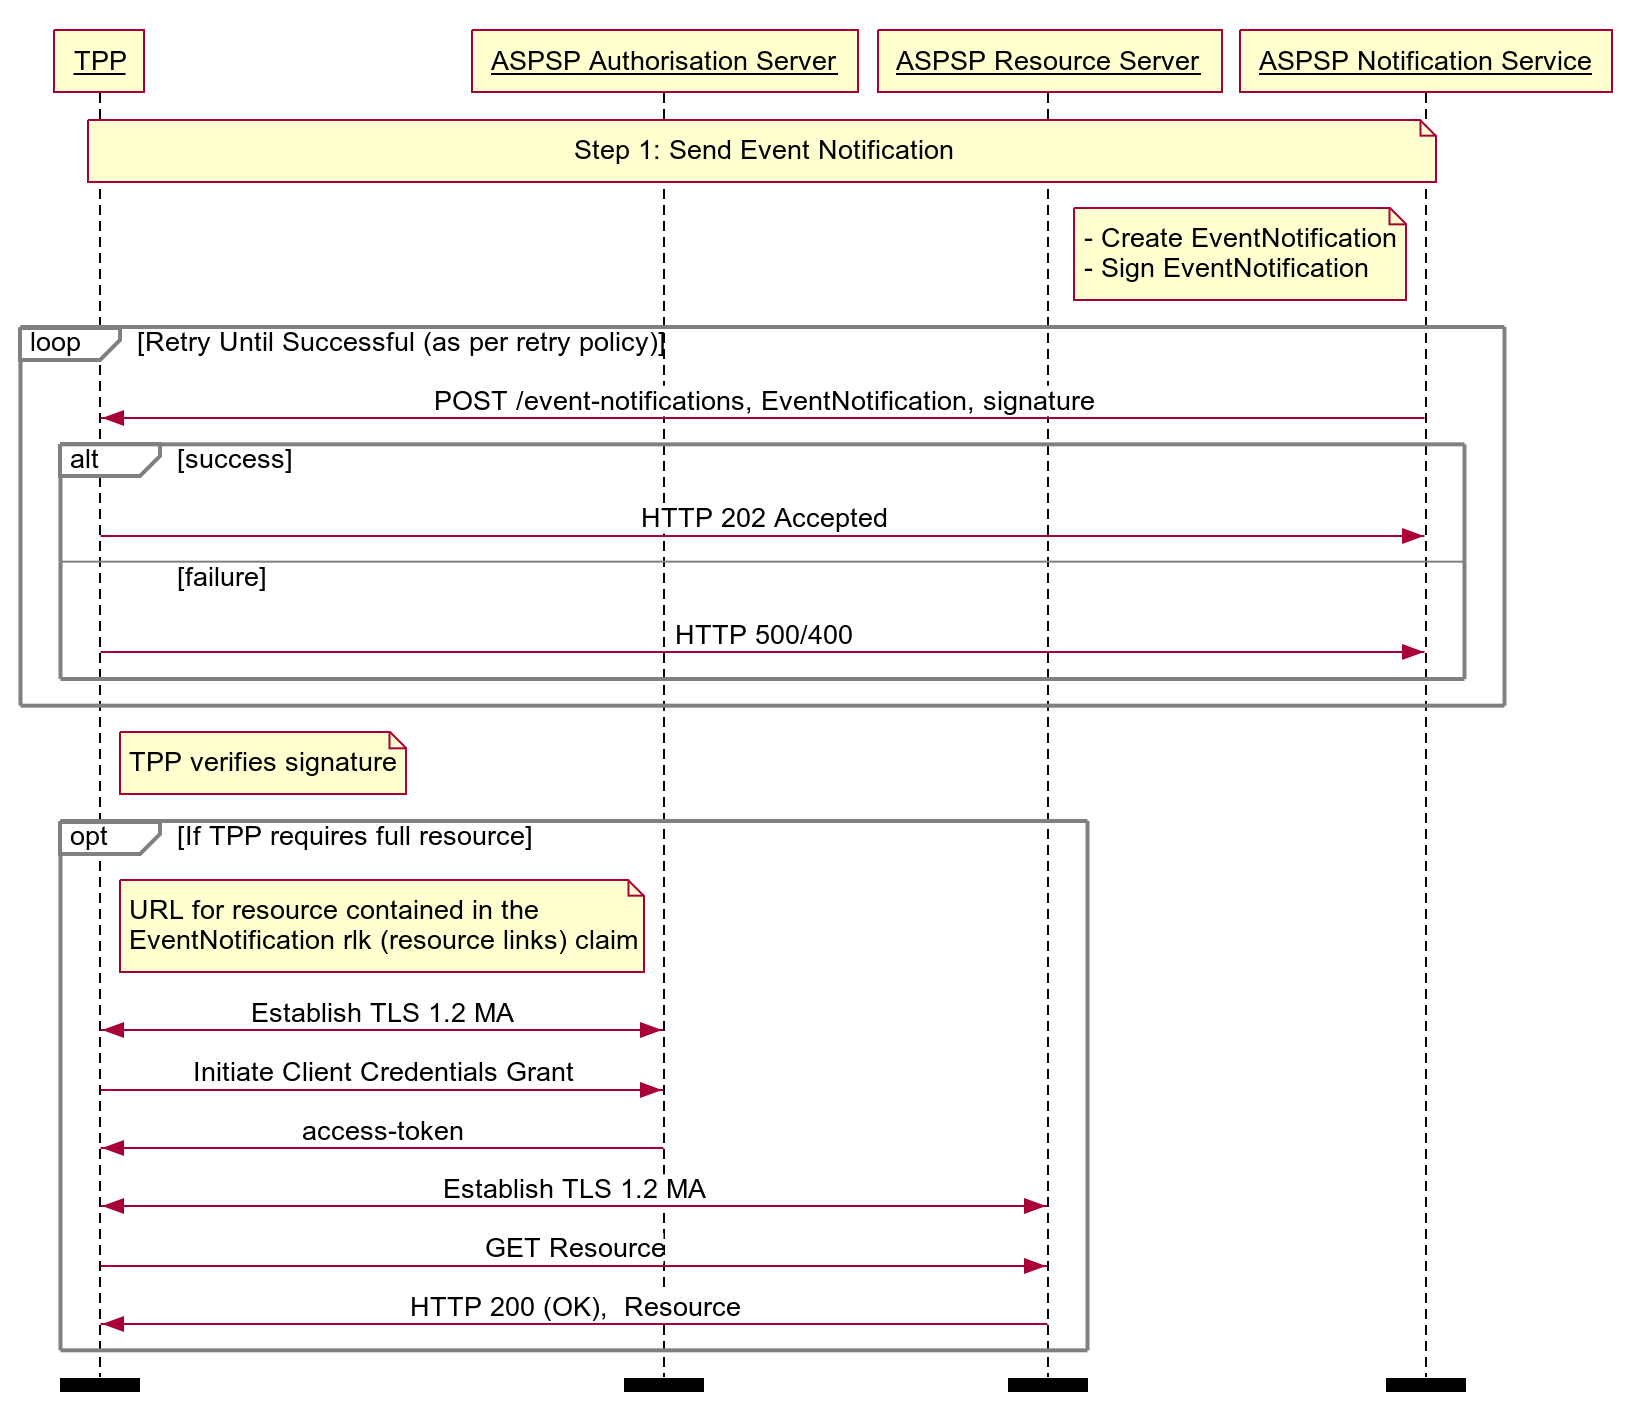 TPP
ASPSP Authorisation Server
ASPSP Resource Server
ASPSP Notification Service
Step 1: Send Event Notification
- Create EventNotification
- Sign EventNotification
loop [Retry Until Successful (as per retry policy)]
POST /event-notifications, EventNotification, signature
alt [success]
HTTP 202 Accepted
[failure]
HTTP 500/400
TPP verifies signature
opt [If TPP requires full resource]
URL for resource contained in the
EventNotification rlk (resource links) claim
Establish TLS 1.2 MA
Initiate Client Credentials Grant
access-token
Establish TLS 1.2 MA
GET Resource
HTTP 200 (OK),  Resource